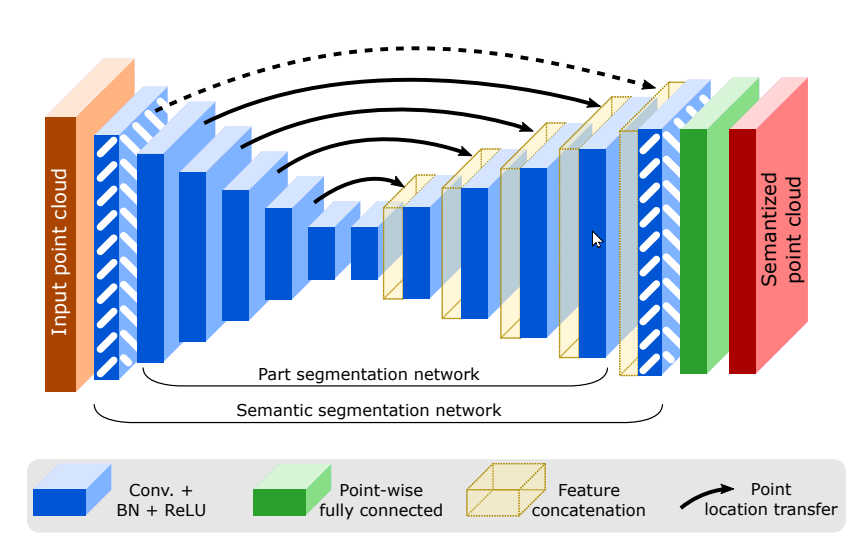 Input point cloud
Semantized
point cloud
Part segmentation network
Semantic segmentation network
Conv. +
BN + ReLU
Point-wise
fully connected
Feature
concatenation
Point
location transfer